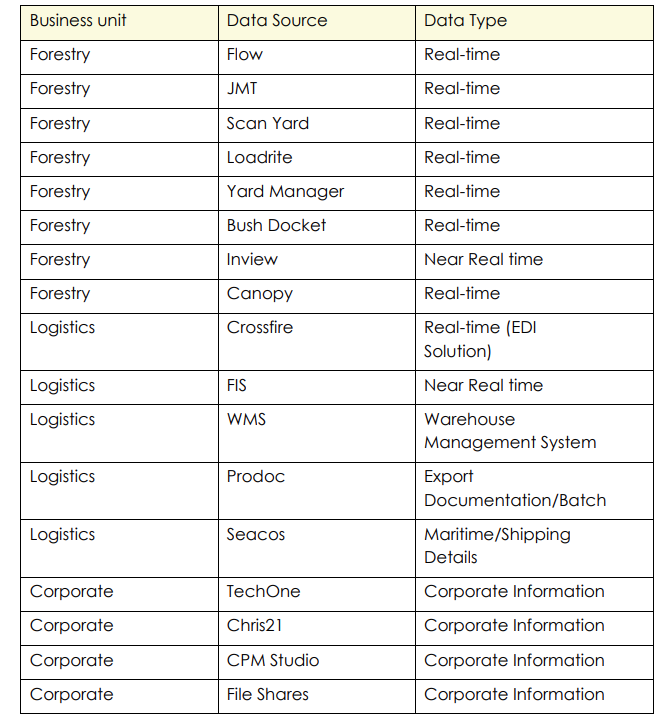 Business unit Data Source Data Type
Forestry Flow Real-time
Forestry JMT Real-time
Forestry Scan Yard Real-time
Forestry Loadrite Real-time
Forestry Yard Manager Real-time
Forestry Bush Docket Real-time
Forestry Inview Near Real time
Forestry Canopy Real-time
Logistics Crossfire Real-time (EDI
Solution)
Logistics FIS Near Real time
Logistics WMS Warehouse
Management System
Logistics Prodoc Export
Documentation/Batch
Logistics Seacos Maritime/Shipping
Details
Corporate TechOne Corporate Information
Corporate Chris21 Corporate Information
Corporate CPM Studio Corporate Information
Corporate File Shares Corporate Information